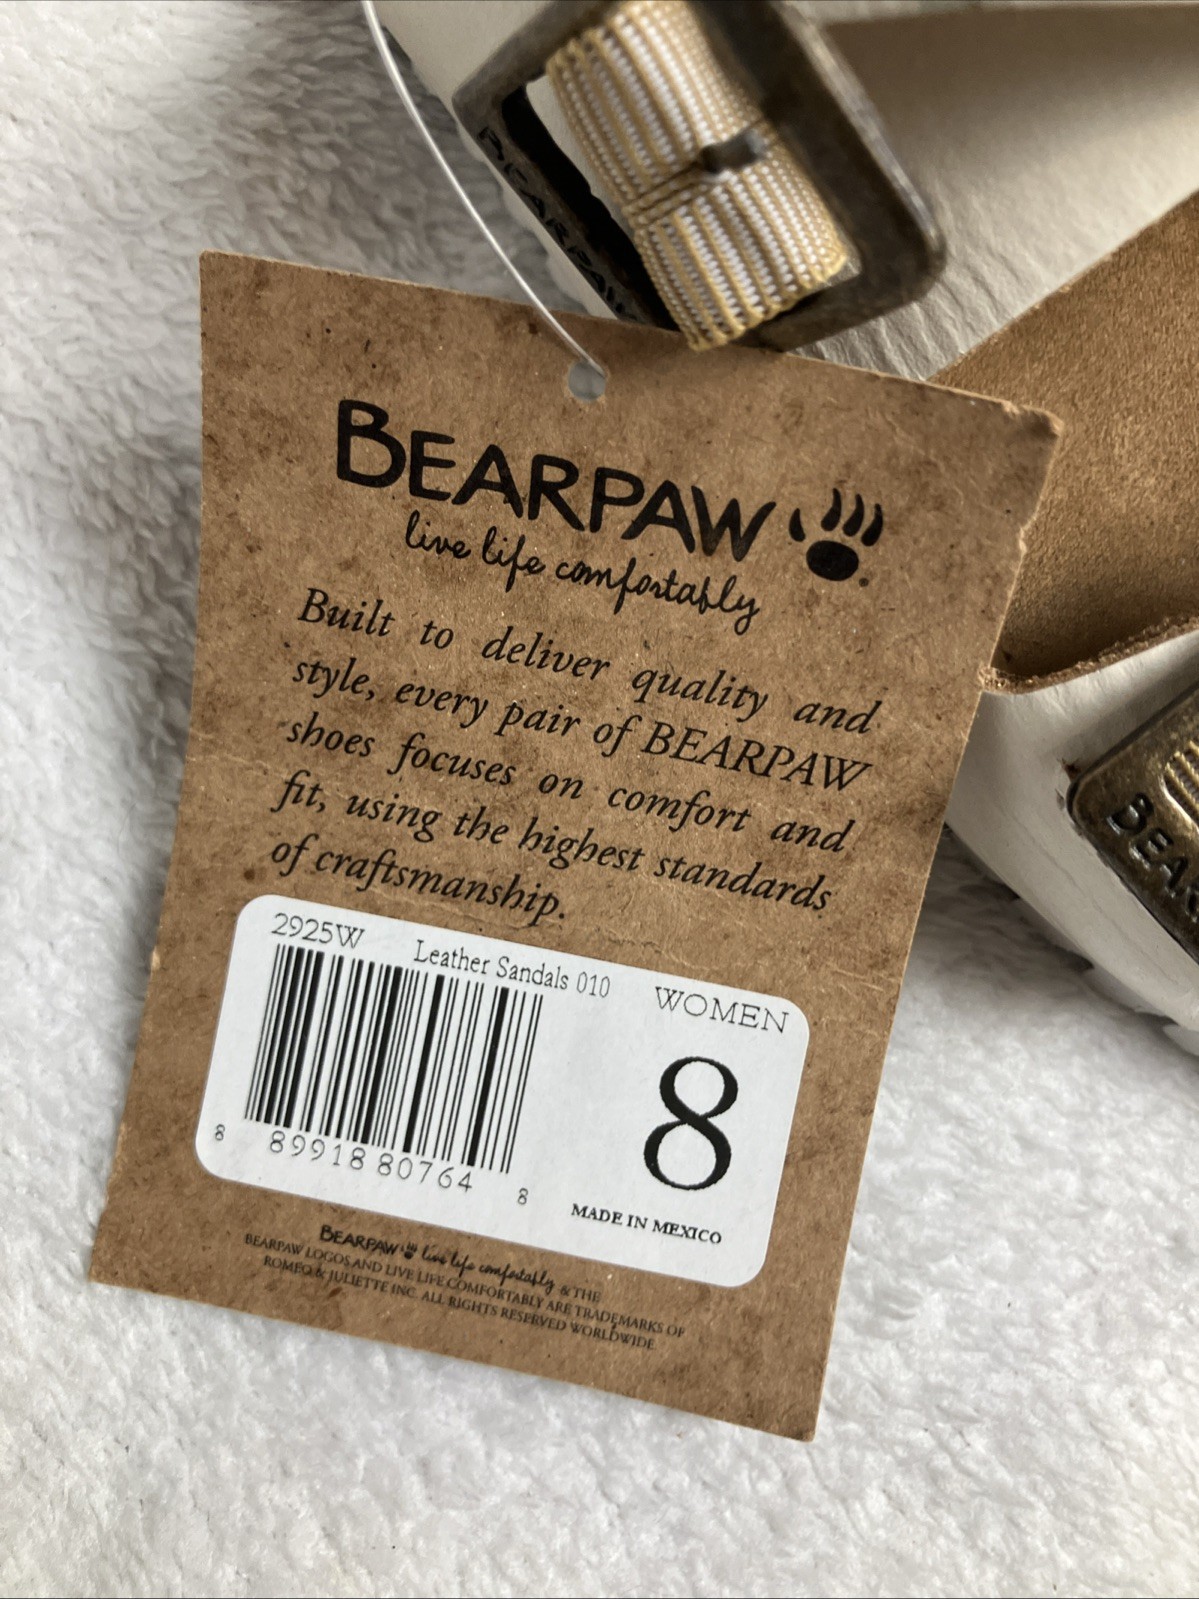 BEARPAW
BEARPAW
live life comfortably
Built to deliver quality and
style, every pair of BEARPAW
shoes focuses on comfort and
fit, using the highest standards
of craftsmanship.
2925W Leather Sandals 010 WOMEN
8
8 89918 80764 8
MADE IN MEXICO
BEARPAW live life comfortably & THE
BEARPAW LOGOS AND LIVE LIFE COMFORTABLY ARE TRADEMARKS OF
ROMEO & JULIETTE INC. ALL RIGHTS RESERVED WORLDWIDE.